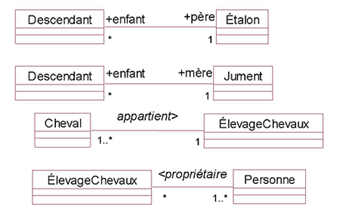 Descendant +enfant +père Étalon
* 1
Descendant +enfant +mère Jument
* 1
appartient>
Cheval ÉlevageChevaux
1..* 1
<propriétaire
ÉlevageChevaux Personne
* 1..*